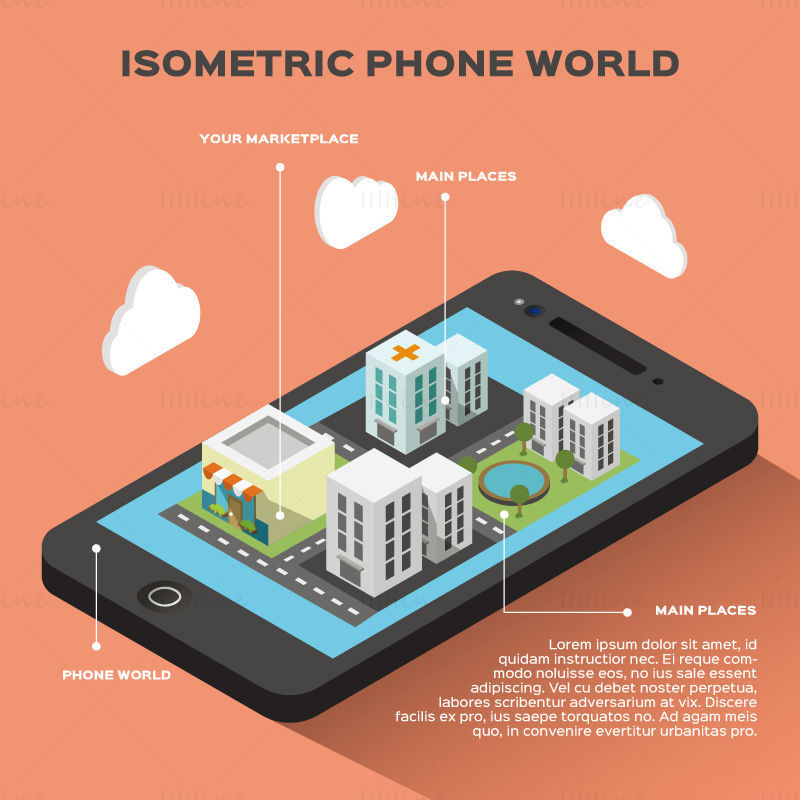 ISOMETRIC PHONE WORLD
YOUR MARKETPLACE
MAIN PLACES
MAIN PLACES
PHONE WORLD
Lorem ipsum dolor sit amet, id
quidam instructior nec. Ei reque com-
modo noluisse eos, no ius sale essent
adipiscing. Vel cu debet noster perpetua,
labores scribentur adversarium at vix. Discere
facilis ex pro, ius saepe torquatos no. Ad agam meis
quo, in convenire evertitur urbanitas pro.